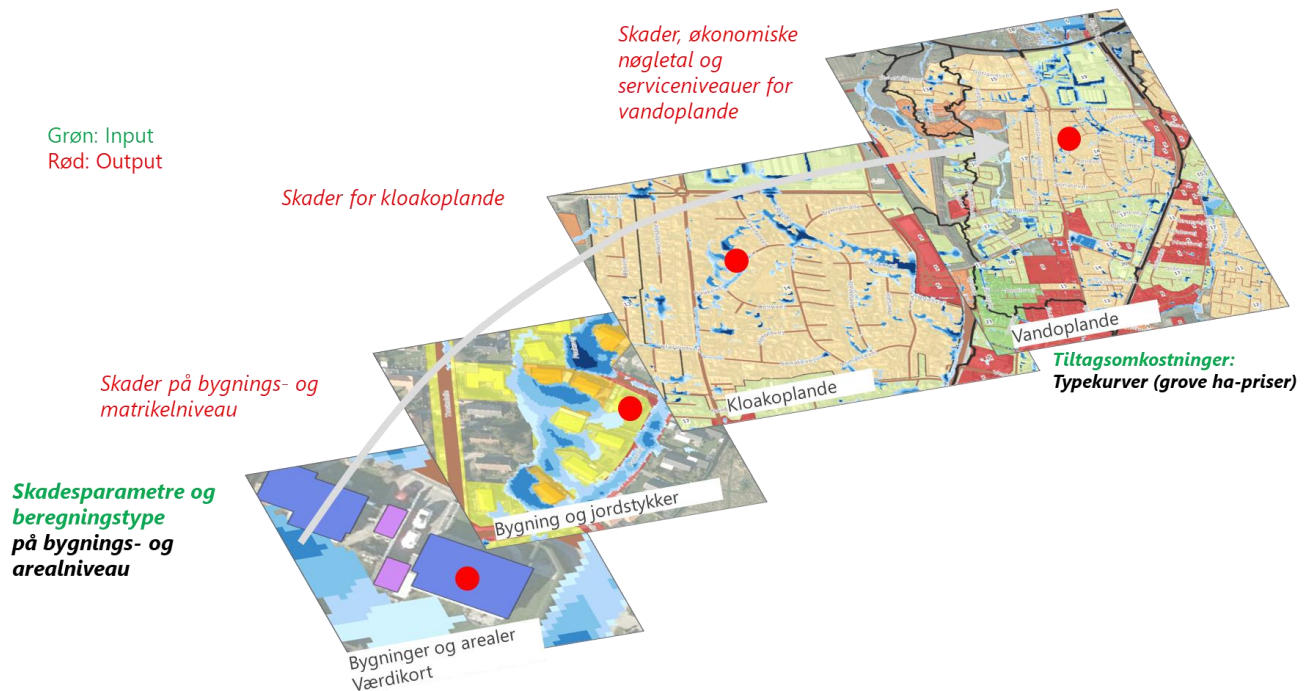 Skader, økonomiske
nøgletal og
serviceniveauer for
vandoplande
Grøn: Input
Rød: Output
Skader for kloakoplande
Vandoplande
Tiltagsomkostninger:
Typekurver (grove ha-priser)
Skader på bygnings- og
matrikelniveau
Kloakoplande
Skadesparametre og
beregningstype
på bygnings- og
arealniveau
Bygning og jordstykker
Bygninger og arealer
Værdikort